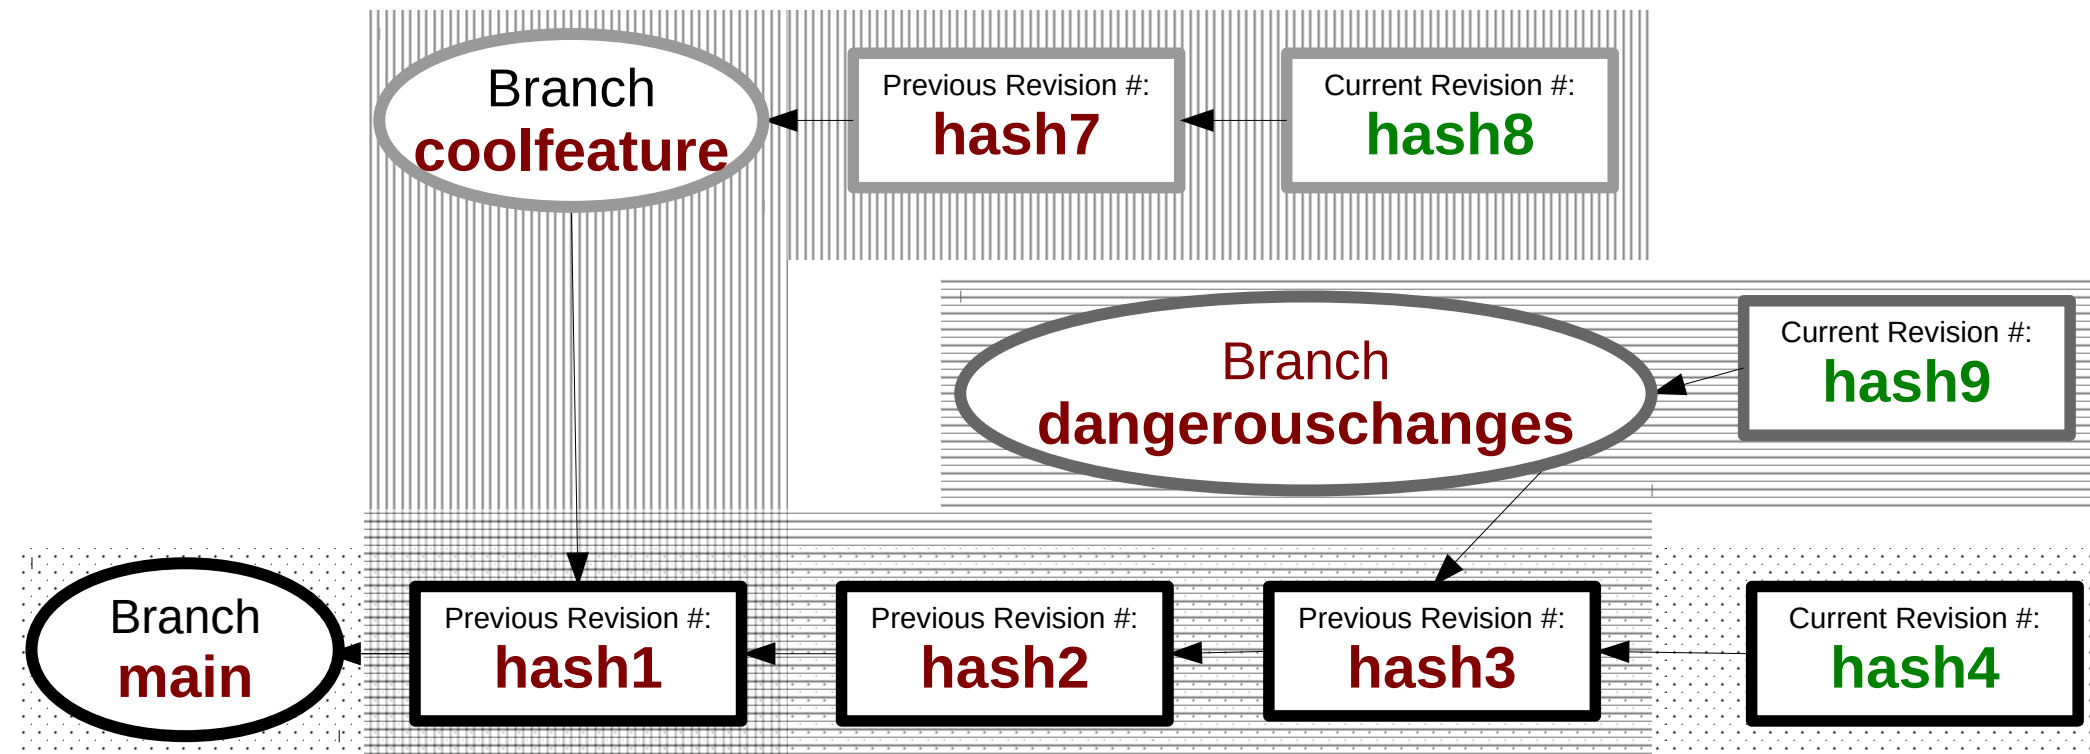 Branch
coolfeature
Previous Revision #:
hash7
Current Revision #:
hash8
Branch
dangerouschanges
Current Revision #:
hash9
Branch
main
Previous Revision #:
hash1
Previous Revision #:
hash2
Previous Revision #:
hash3
Current Revision #:
hash4